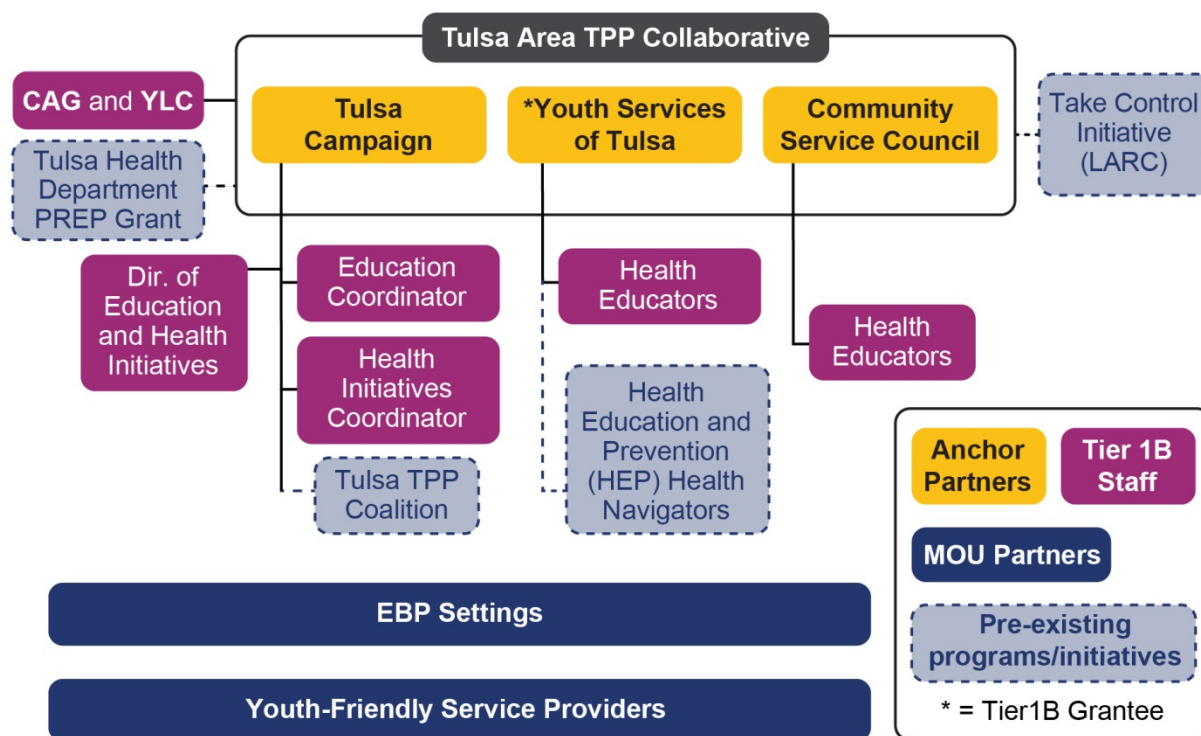 Tulsa Area TPP Collaborative
CAG and YLC
Tulsa Health
Department
PREP Grant
Tulsa
Campaign
*Youth Services
of Tulsa
Community
Service Council
Take Control
Initiative
(LARC)
Dir. of
Education
and Health
Initiatives
Education
Coordinator
Health
Initiatives
Coordinator
Tulsa TPP
Coalition
Health
Educators
Health
Education and
Prevention
(HEP) Health
Navigators
Health
Educators
EBP Settings
Youth-Friendly Service Providers
Anchor
Partners
Tier 1B
Staff
MOU Partners
Pre-existing
programs/initiatives
* = Tier1B Grantee